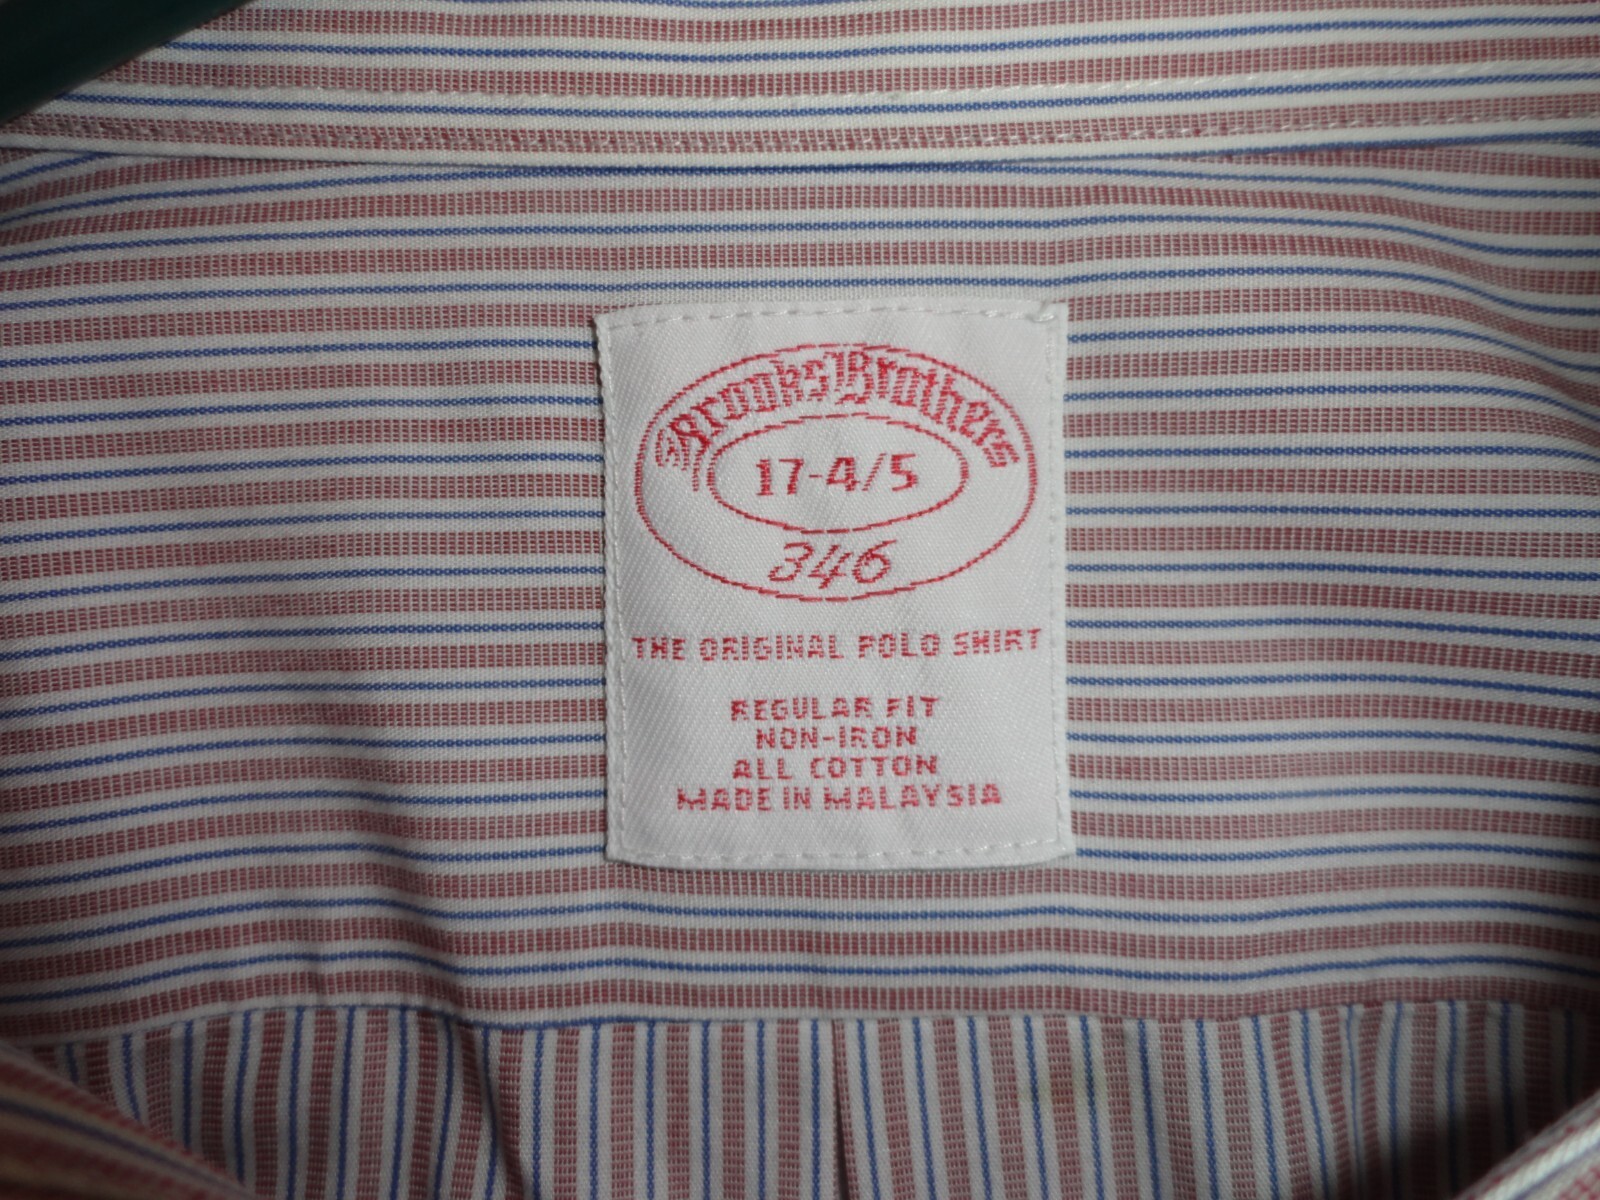 Brooks Brothers
17-4/5
346
THE ORIGINAL POLO SHIRT
REGULAR FIT
NON-IRON
ALL COTTON
MADE IN MALAYSIA